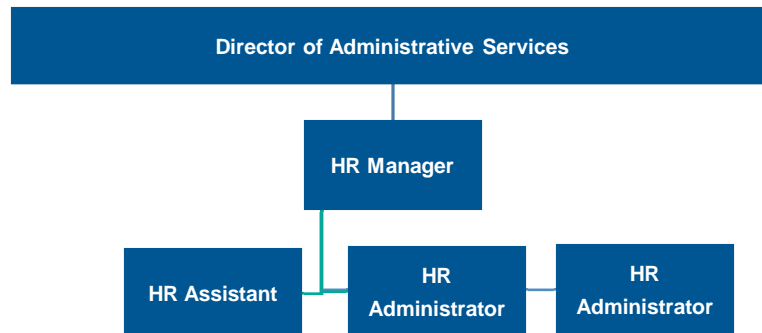 Director of Administrative Services
HR Manager
HR Assistant
HR
Administrator
HR
Administrator